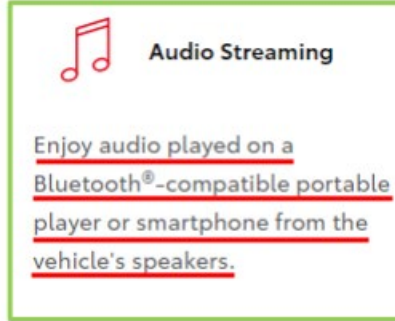 Audio Streaming
Enjoy audio played on a
Bluetooth®-compatible portable
player or smartphone from the
vehicle's speakers.